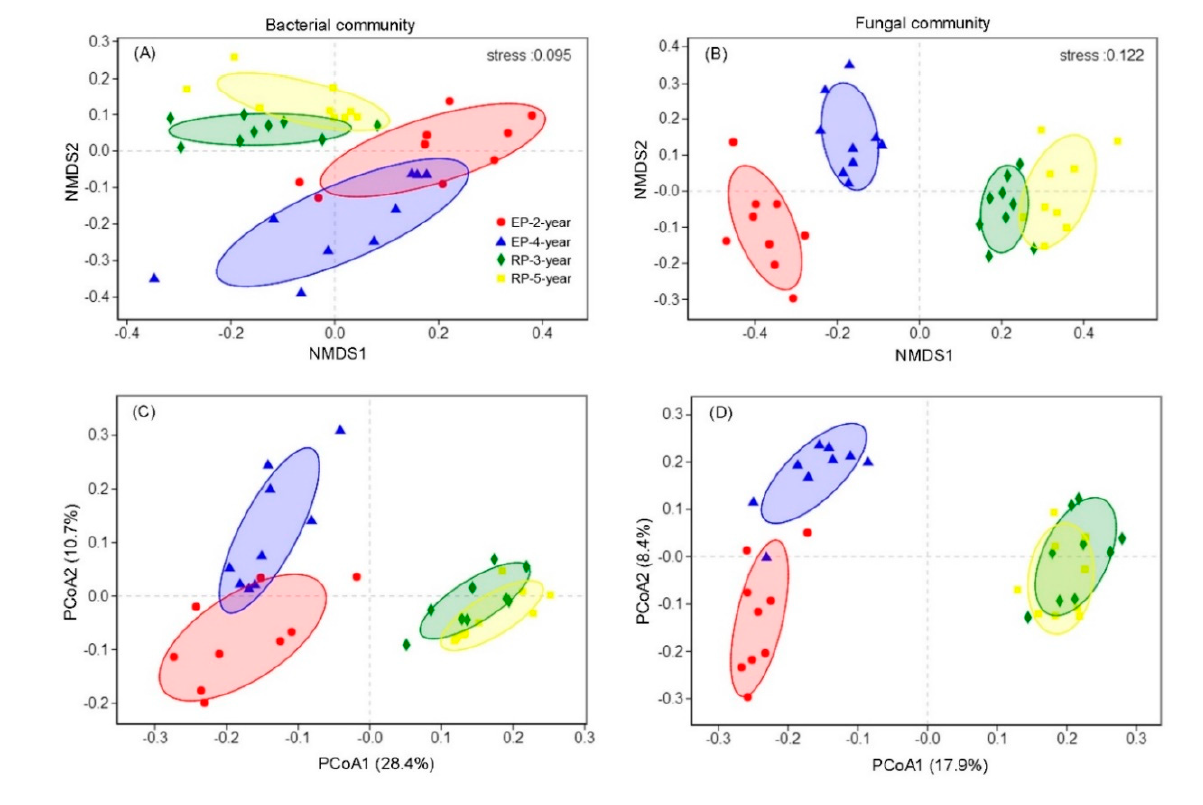 Bacterial community
Fungal community
(A)
stress :0.095
0.3
0.2
0.1
0.0
-0.1
-0.2
-0.3
-0.4
NMDS2
EP-2-year
EP-4-year
RP-3-year
RP-5-year
-0.4
-0.2
0.0
0.2
0.4
NMDS1
(B)
stress :0.122
0.4
0.3
0.2
0.1
-0.0
-0.1
-0.2
-0.3
NMDS2
-0.4
-0.2
0.0
0.2
0.4
NMDS1
(C)
0.3
0.2
0.1
0.0
-0.1
-0.2
PCoA2 (10.7%)
-0.3
-0.2
-0.1
-0.0
0.1
0.2
0.3
PCoA1 (28.4%)
(D)
0.3
0.2
0.1
-0.0
-0.1
-0.2
-0.3
PCoA2 (8.4%)
-0.3
-0.2
-0.0
0.1
0.2
0.3
PCoA1 (17.9%)